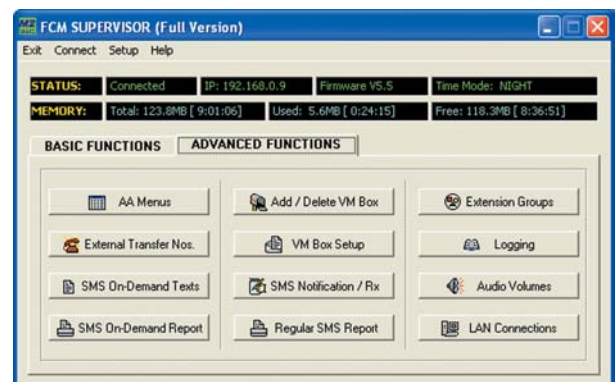 FCM SUPERVISOR (Full Version)
Exit Connect Setup Help
STATUS: Connected IP: 192.168.0.9 Firmware V5.5 Time Mode: NIGHT
MEMORY: Total: 123.8MB [ 9:01:06] Used: 5.6MB [ 0:24:15] Free: 118.3MB [ 8:36:51]
BASIC FUNCTIONS ADVANCED FUNCTIONS
AA Menus Add / Delete VM Box Extension Groups
External Transfer Nos. VM Box Setup Logging
SMS On-Demand Texts SMS Notification / Rx Audio Volumes
SMS On-Demand Report Regular SMS Report LAN Connections